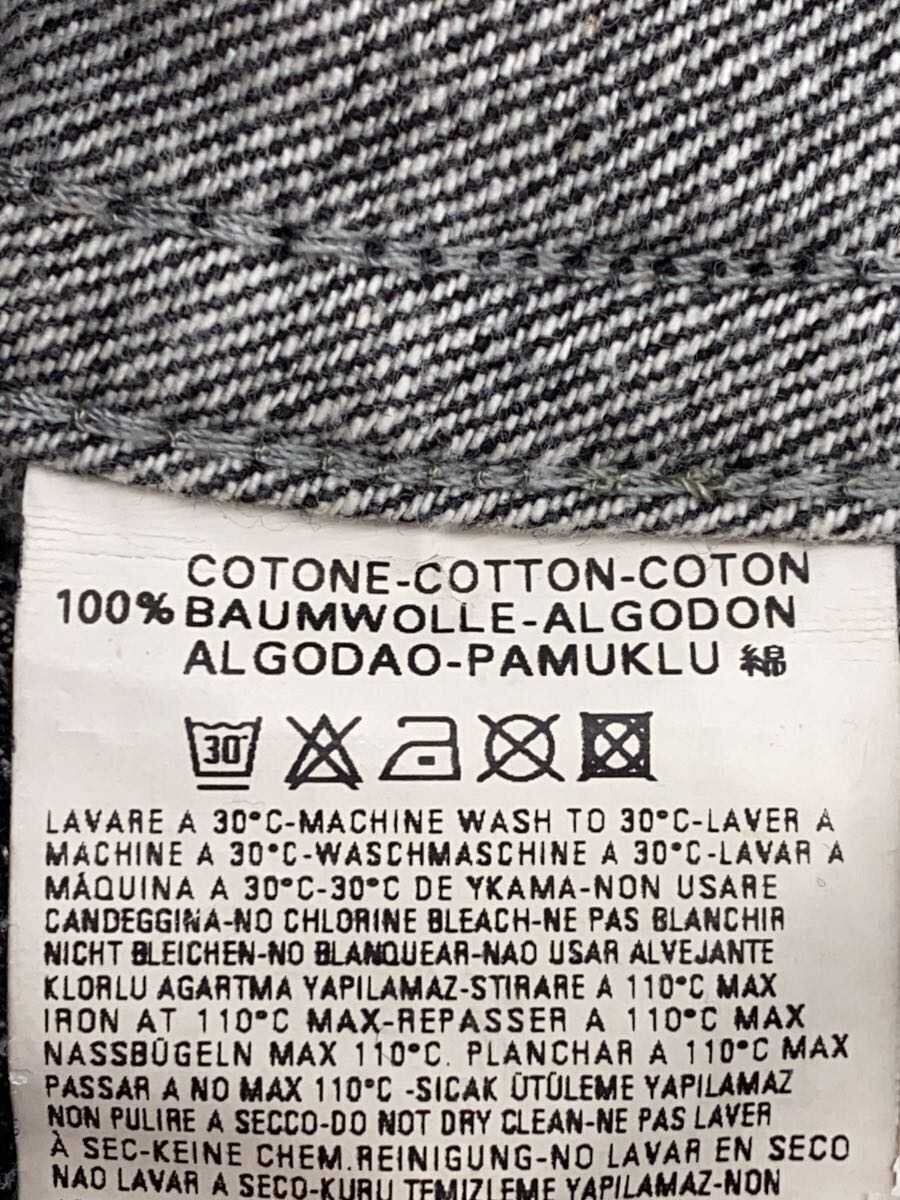 COTONE-COTTON-COTON
100% BAUMWOLLE-ALGODON
ALGODAO-PAMUKLU 綿
30°
LAVARE A 30°C-MACHINE WASH TO 30°C-LAVER A
MACHINE A 30°C-WASCHMASCHINE A 30°C-LAVAR A
MÁQUINA A 30°C-30°C DE YKAMA-NON USARE
CANDEGGINA-NO CHLORINE BLEACH-NE PAS BLANCHIR
NICHT BLEICHEN-NO BLANQUEAR-NAO USAR ALVEJANTE
KLORLU AGARTMA YAPILAMAZ-STIRARE A 110°C MAX
IRON AT 110°C MAX-REPASSER A 110°C MAX
NASSBÜGELN MAX 110°C. PLANCHAR A 110°C MAX
PASSAR A NO MAX 110°C -SICAK ÜTÜLEME YAPILAMAZ
NON PULIRE A SECCO-DO NOT DRY CLEAN-NE PAS LAVER
À SEC-KEINE CHEM.REINIGUNG-NO LAVAR EN SECO
NAO LAVAR A SECO-KURU TEMIZLEME YAPILAMAZ-NON